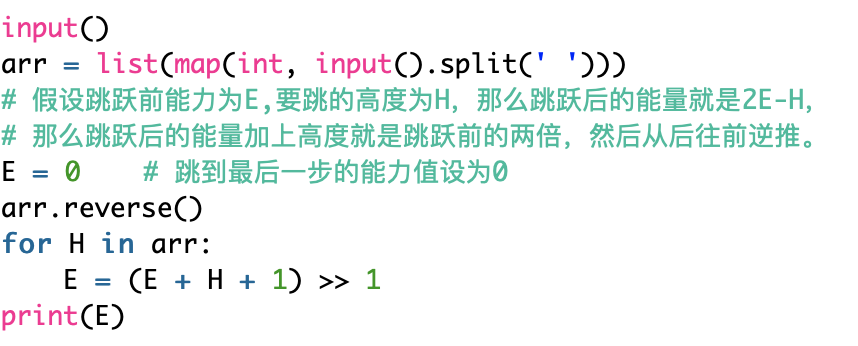 input()
arr = list(map(int, input().split(' ')))
# 假设跳跃前能力为E,要跳的高度为H，那么跳跃后的能量就是2E-H，
# 那么跳跃后的能量加上高度就是跳跃前的两倍，然后从后往前逆推。
E = 0    # 跳到最后一步的能力值设为0
arr.reverse()
for H in arr:
    E = (E + H + 1) >> 1
print(E)